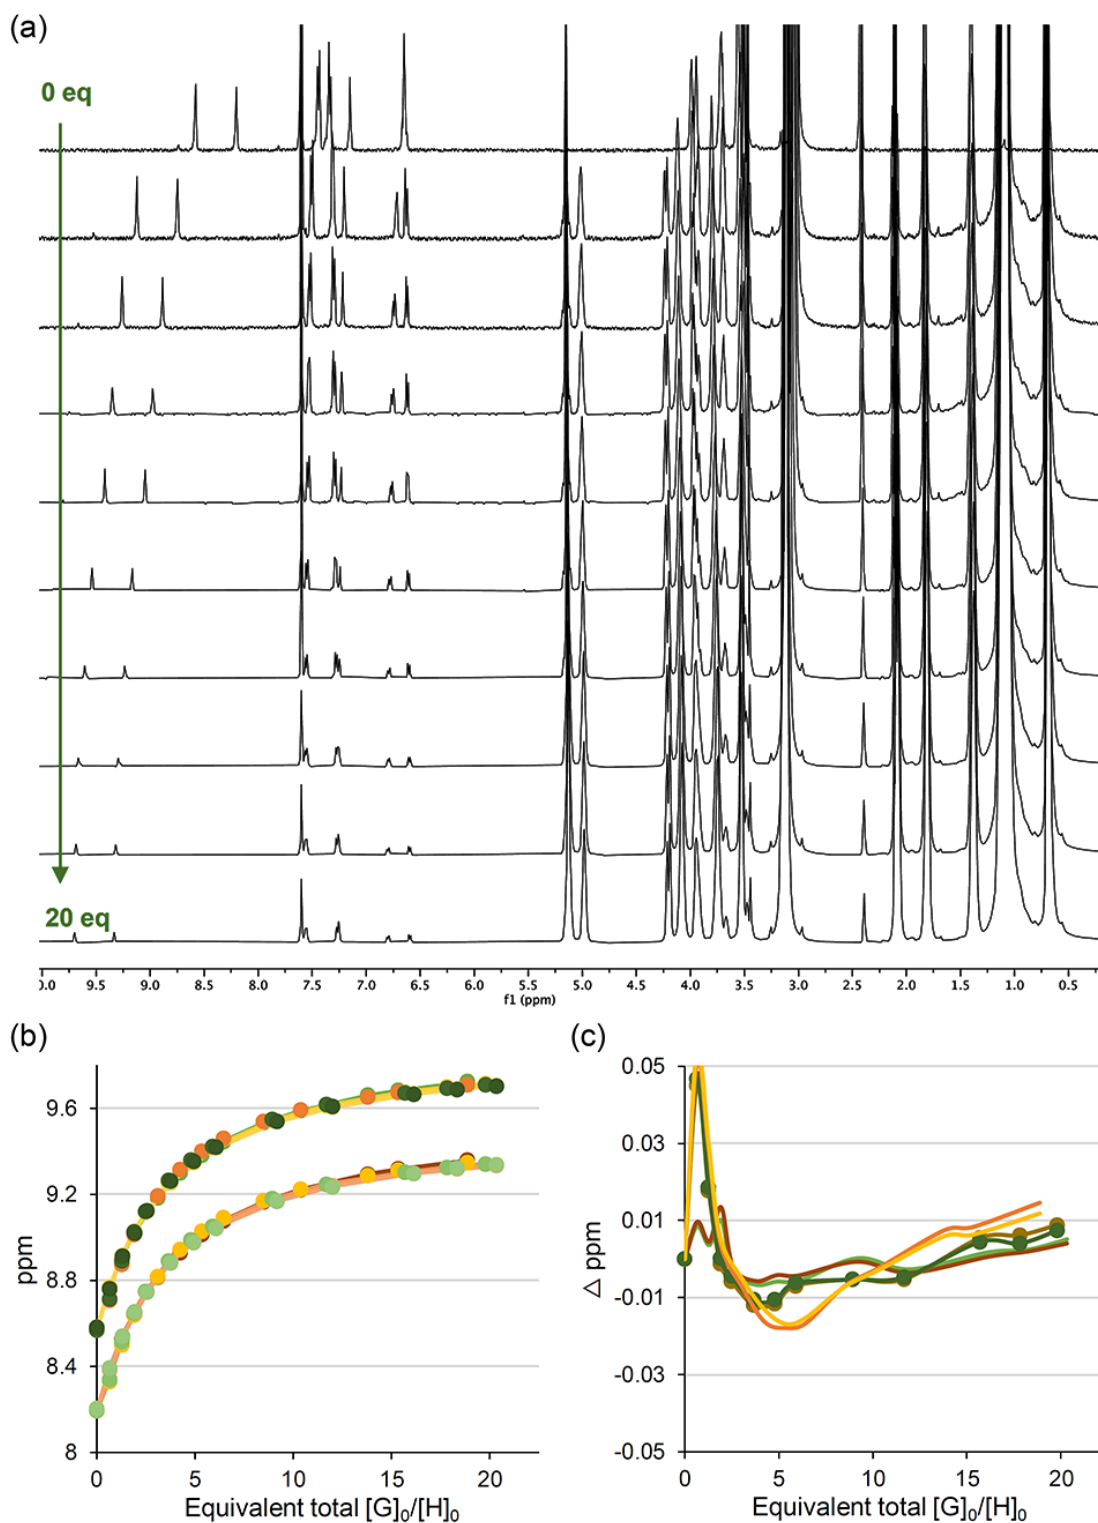 (a)
0 eq
20 eq
0.0 9.5 9.0 8.5 8.0 7.5 7.0 6.5 6.0 5.5 5.0 4.5 4.0 3.5 3.0 2.5 2.0 1.5 1.0 0.5
f1 (ppm)
(b)
ppm
9.6
9.2
8.8
8.4
8
0 5 10 15 20
Equivalent total [G]₀/[H]₀
(c)
△ ppm
0.05
0.03
0.01
-0.01
-0.03
-0.05
0 5 10 15 20
Equivalent total [G]₀/[H]₀